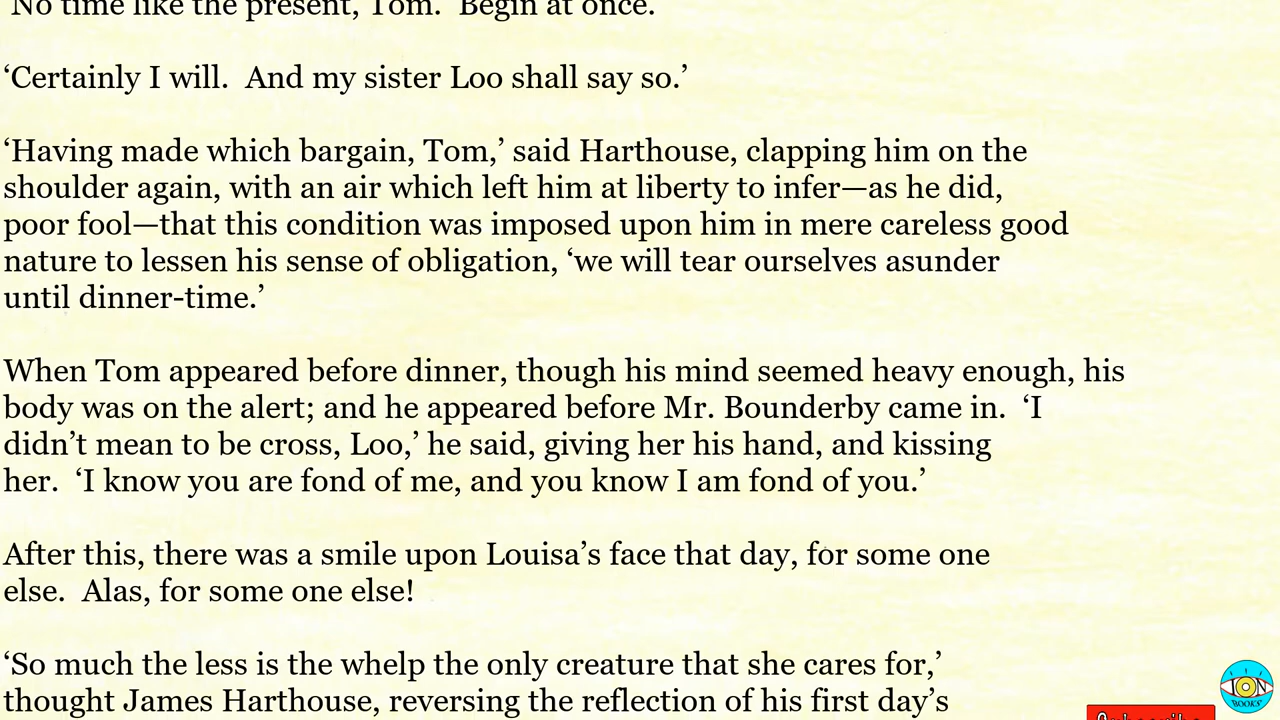 ‘No time like the present, Tom.  Begin at once.’
‘Certainly I will.  And my sister Loo shall say so.’
‘Having made which bargain, Tom,’ said Harthouse, clapping him on the
shoulder again, with an air which left him at liberty to infer—as he did,
poor fool—that this condition was imposed upon him in mere careless good
nature to lessen his sense of obligation, ‘we will tear ourselves asunder
until dinner-time.’
When Tom appeared before dinner, though his mind seemed heavy enough, his
body was on the alert; and he appeared before Mr. Bounderby came in.  ‘I
didn’t mean to be cross, Loo,’ he said, giving her his hand, and kissing
her.  ‘I know you are fond of me, and you know I am fond of you.’
After this, there was a smile upon Louisa’s face that day, for some one
else.  Alas, for some one else!
‘So much the less is the whelp the only creature that she cares for,’
thought James Harthouse, reversing the reflection of his first day’s
ION
BOOKS
Subscribe